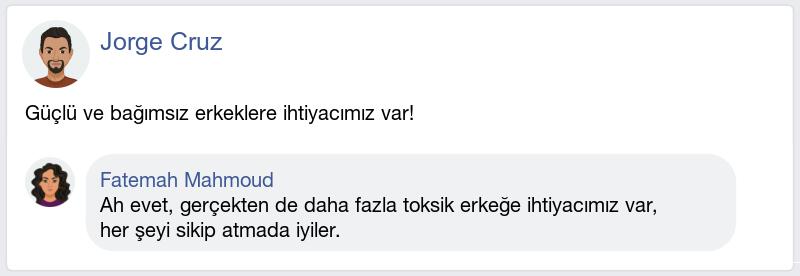 Jorge Cruz
Güçlü ve bağımsız erkeklere ihtiyacımız var!
Fatemah Mahmoud
Ah evet, gerçekten de daha fazla toksik erkeğe ihtiyacımız var,
her şeyi sikip atmada iyiler.